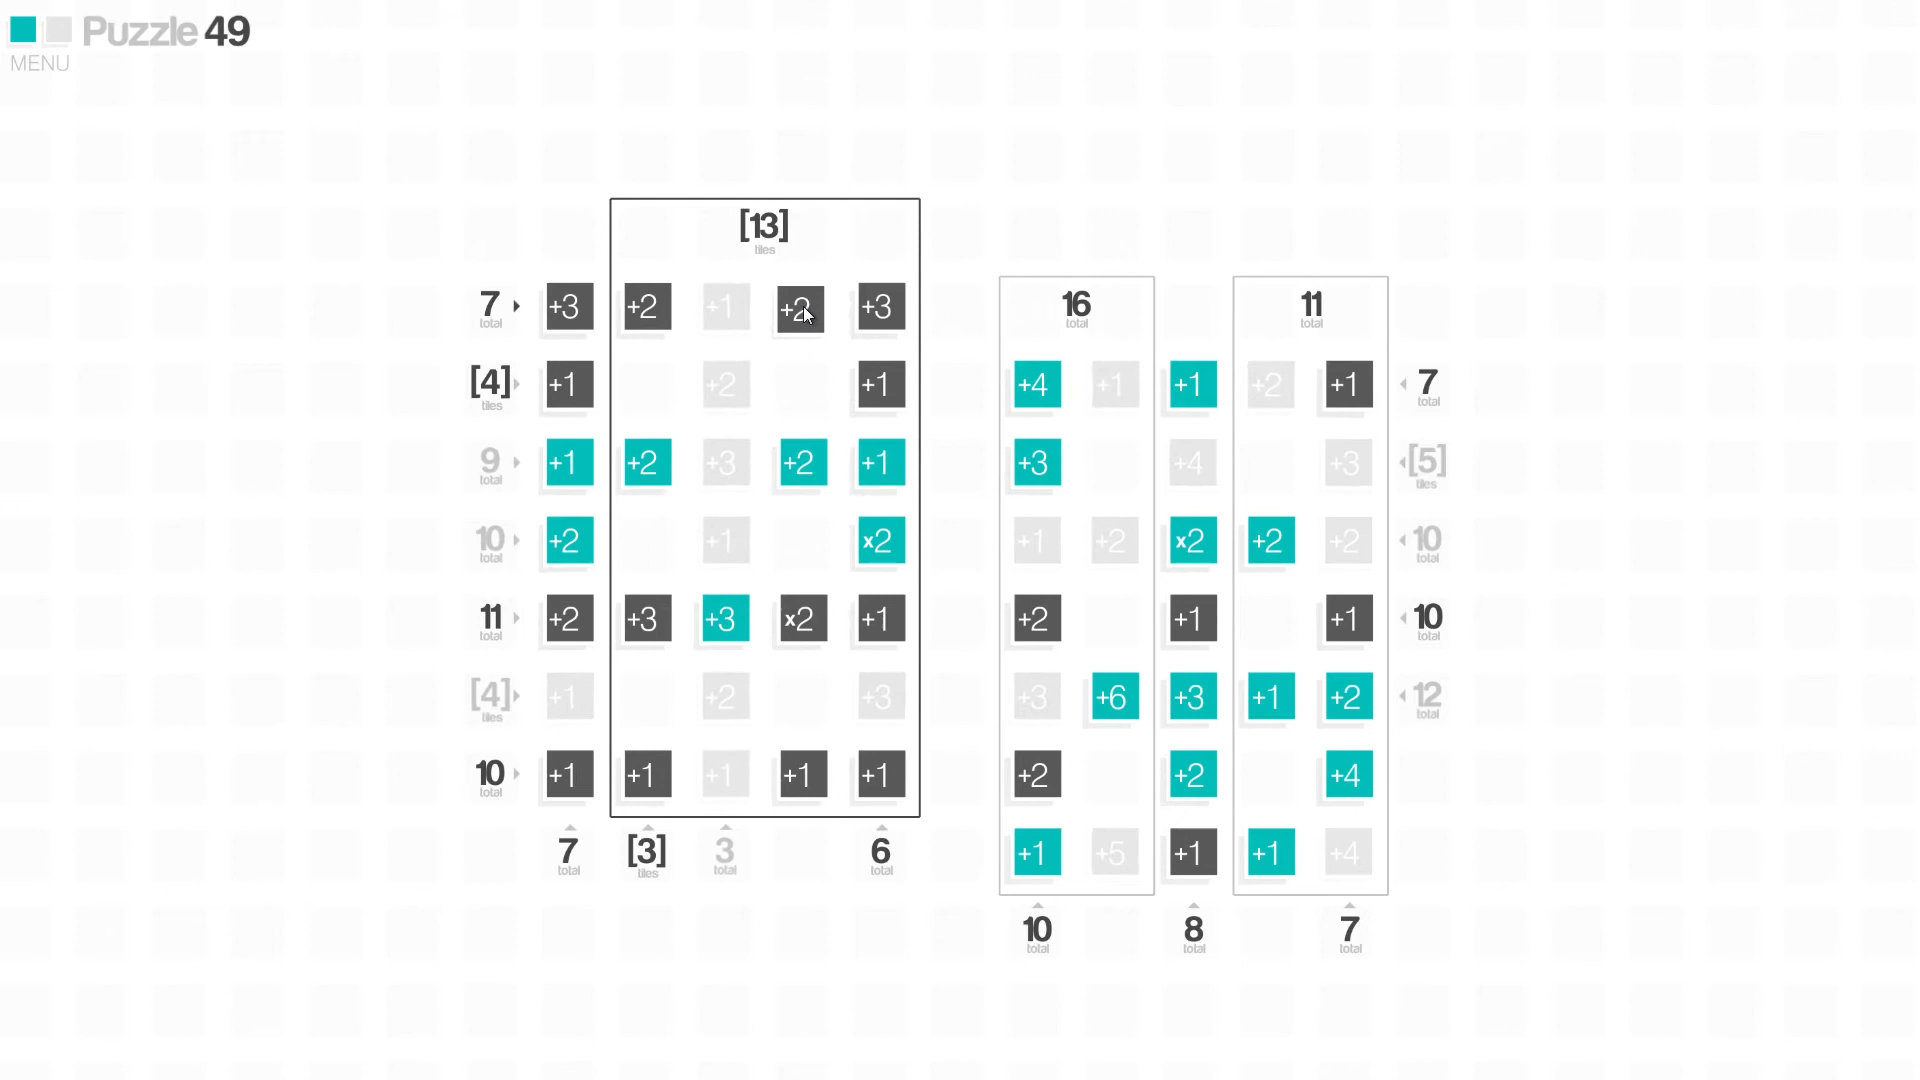 Puzzle 49
MENU
[13]
tiles
7 total +3 +2 +1 +2 +3
16 total
11 total
[4] tiles +1 +2 +1 +4 +1 +1 +2 +1 7 total
9 total +1 +2 +3 +2 +1 +3 +4 +3 [5] tiles
10 total +2 +1 x2 +1 +2 x2 +2 +2 10 total
11 total +2 +3 +3 x2 +1 +2 +1 +1 10 total
[4] tiles +1 +2 +3 +3 +6 +3 +1 +2 12 total
10 total +1 +1 +1 +1 +1 +2 +2 +4
7 total [3] tiles 3 total 6 total +1 +5 +1 +1 +4
10 total 8 total 7 total